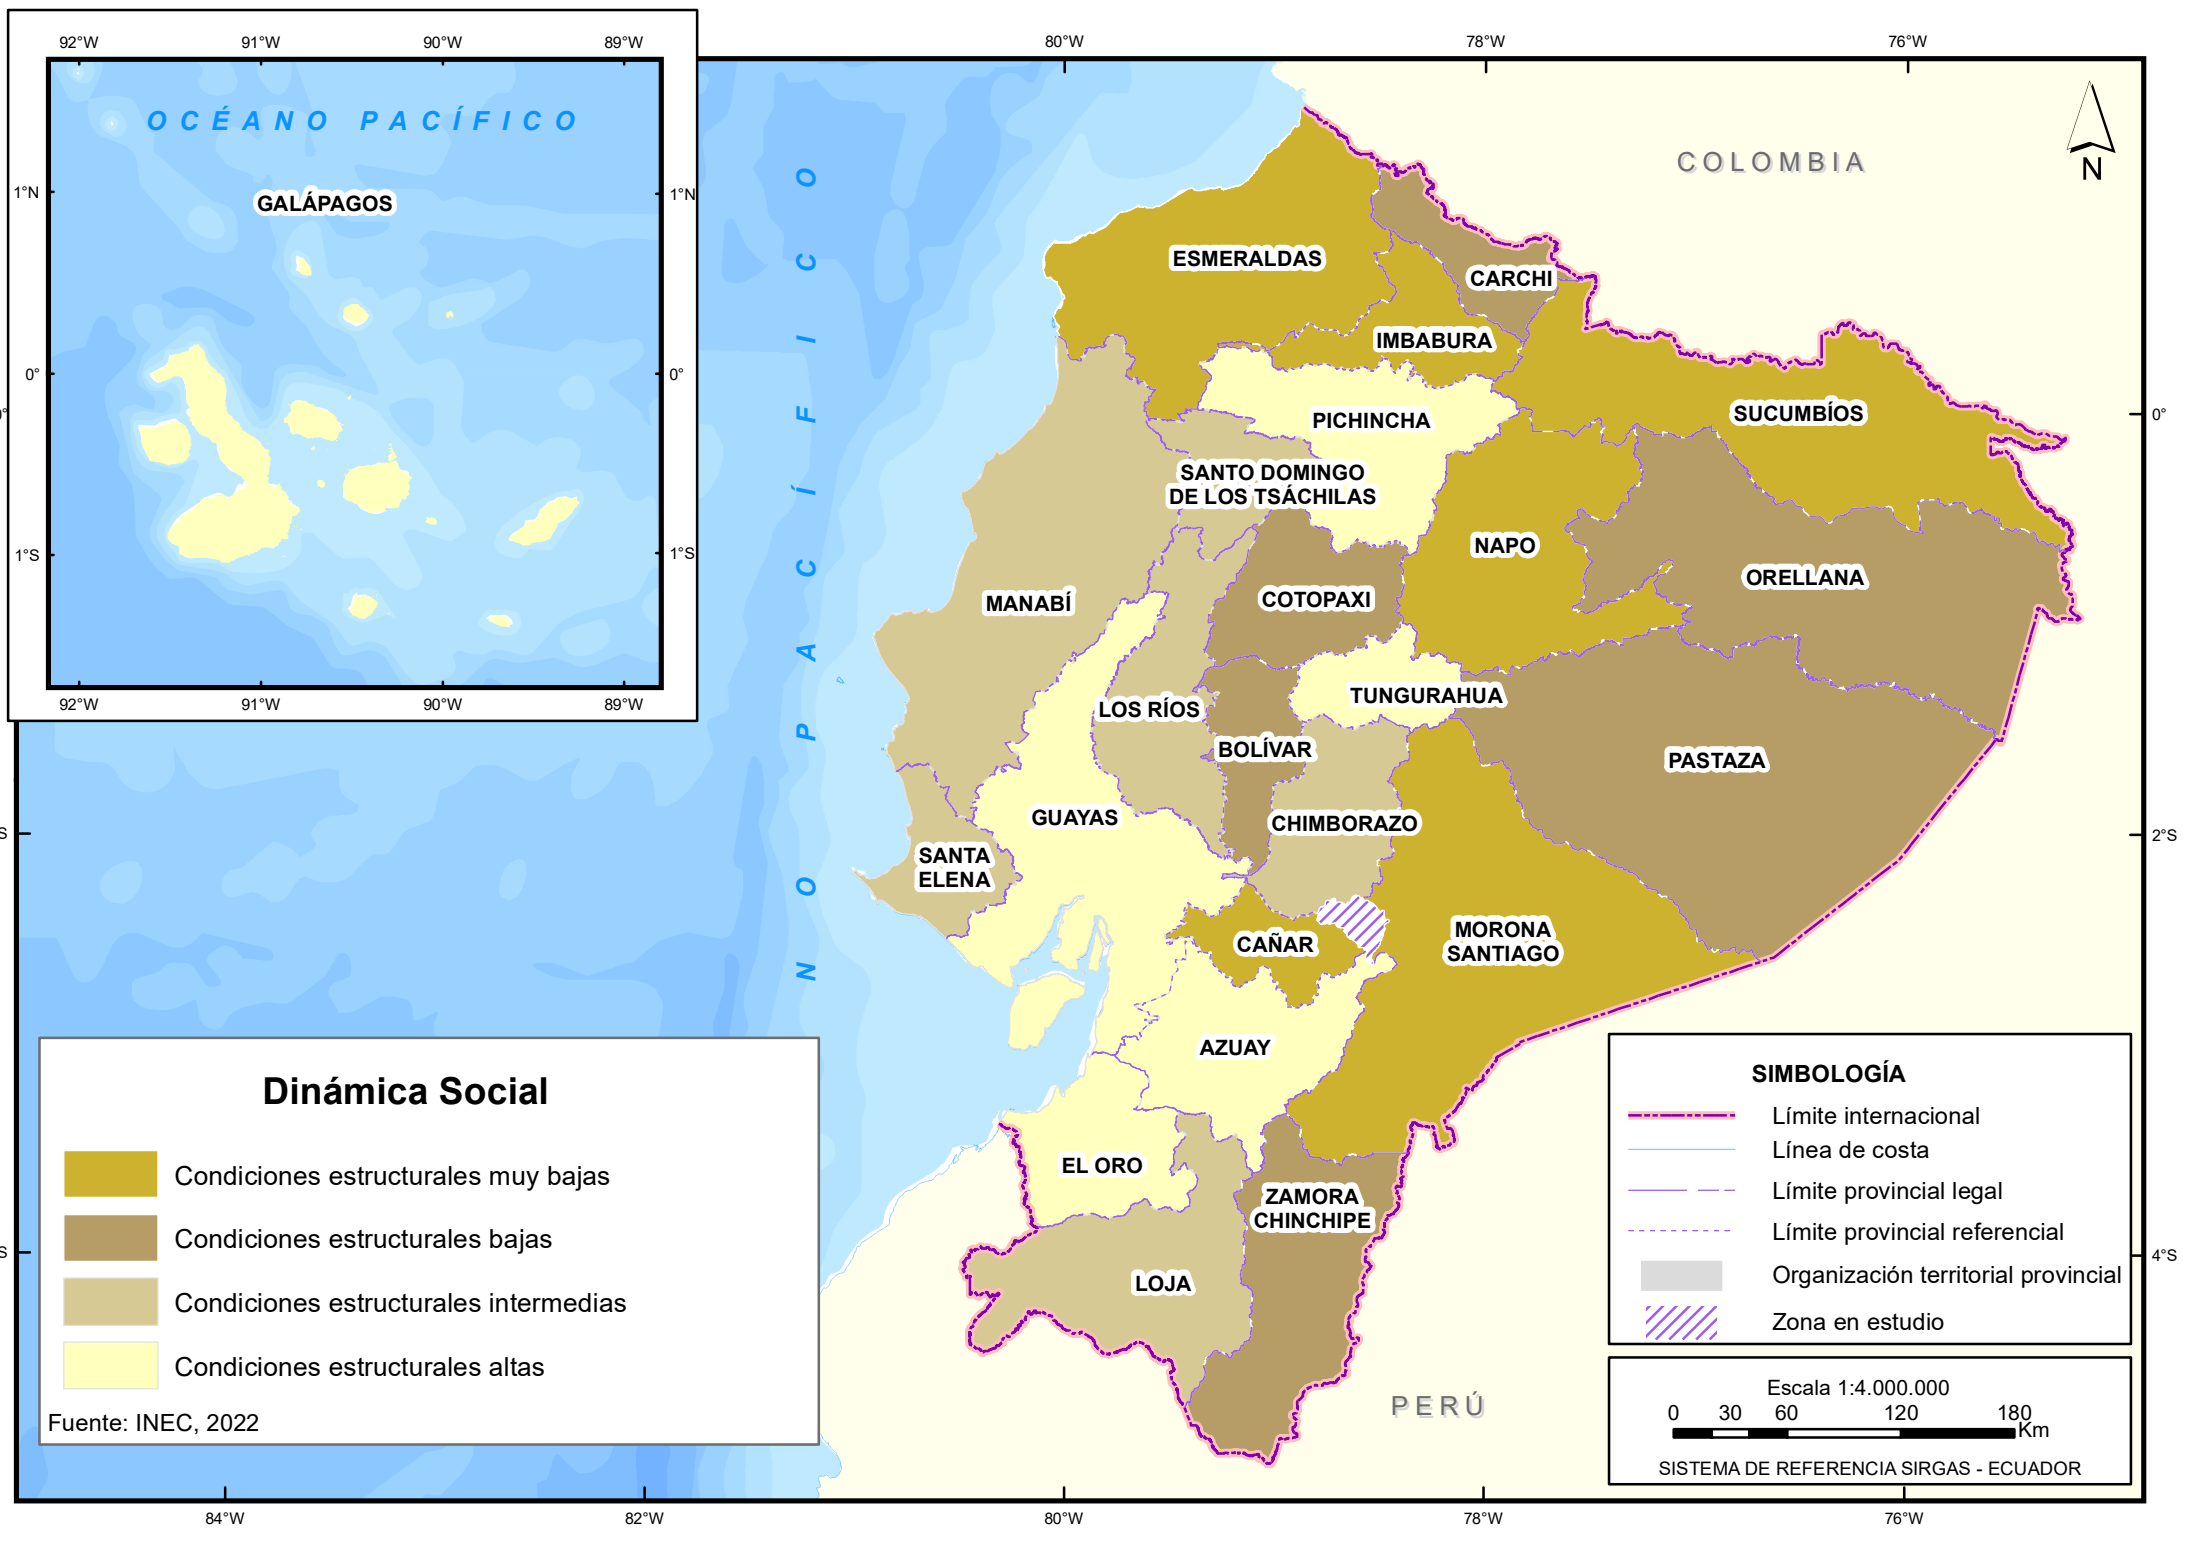 92°W 91°W 90°W 89°W
80°W 78°W 76°W
OCÉANO PACÍFICO
GALÁPAGOS
1°N
0°
1°S
1°N
0°
1°S
92°W 91°W 90°W 89°W
NO PACÍFICO
COLOMBIA
N
ESMERALDAS
CARCHI
IMBABURA
SUCUMBÍOS
PICHINCHA
SANTO DOMINGO
DE LOS TSÁCHILAS
NAPO
ORELLANA
COTOPAXI
MANABÍ
TUNGURAHUA
LOS RÍOS
BOLÍVAR
PASTAZA
GUAYAS
CHIMBORAZO
SANTA
ELENA
CAÑAR
MORONA
SANTIAGO
AZUAY
EL ORO
ZAMORA
CHINCHIPE
LOJA
PERÚ
0°
2°S
4°S
°
S
S
Dinámica Social
Condiciones estructurales muy bajas
Condiciones estructurales bajas
Condiciones estructurales intermedias
Condiciones estructurales altas
Fuente: INEC, 2022
SIMBOLOGÍA
Límite internacional
Línea de costa
Límite provincial legal
Límite provincial referencial
Organización territorial provincial
Zona en estudio
Escala 1:4.000.000
0 30 60 120 180
Km
SISTEMA DE REFERENCIA SIRGAS - ECUADOR
84°W 82°W 80°W 78°W 76°W